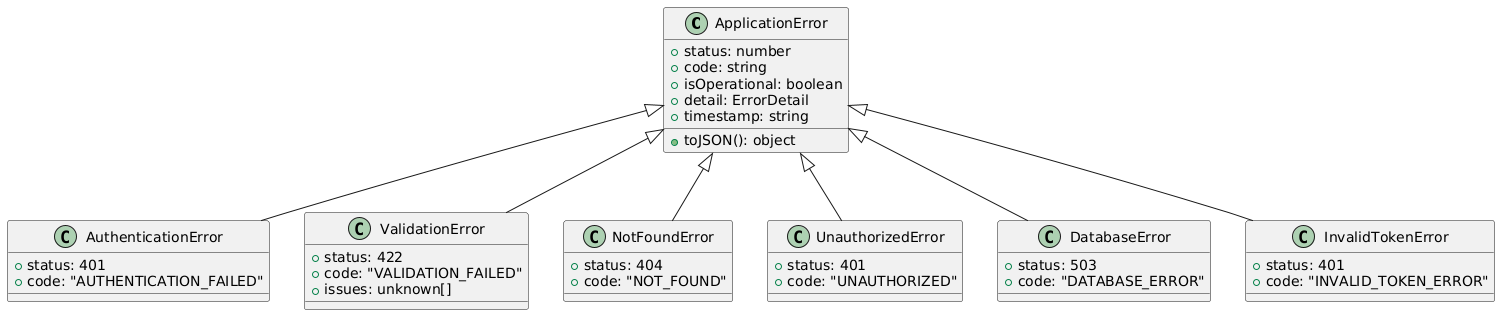 C ApplicationError
status: number
code: string
isOperational: boolean
detail: ErrorDetail
timestamp: string
toJSON(): object
C AuthenticationError
status: 401
code: "AUTHENTICATION_FAILED"
C ValidationError
status: 422
code: "VALIDATION_FAILED"
issues: unknown[]
C NotFoundError
status: 404
code: "NOT_FOUND"
C UnauthorizedError
status: 401
code: "UNAUTHORIZED"
C DatabaseError
status: 503
code: "DATABASE_ERROR"
C InvalidTokenError
status: 401
code: "INVALID_TOKEN_ERROR"